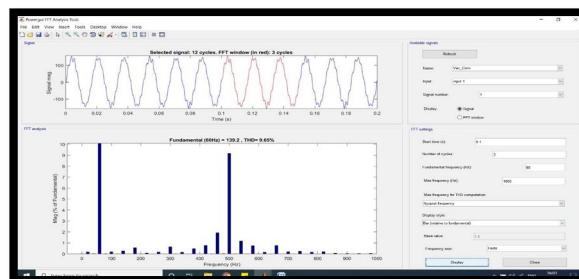 Powergui FFT Analysis Tool
File Edit View Insert Tools Desktop Window Help
Signal
Selected signal: 12 cycles. FFT window (in red): 3 cycles
Signal mag.
100
0
-100
0 0.02 0.04 0.06 0.08 0.1 0.12 0.14 0.16 0.18 0.2
Time (s)
FFT analysis
Fundamental (60Hz) = 139.2 , THD= 9.65%
Mag (% of Fundamental)
10
9
8
7
6
5
4
3
2
1
0
0 100 200 300 400 500 600 700 800 900 1000
Frequency (Hz)
Available signals
Refresh
Name:
Input:
input 1
Signal number:
Display:
Signal
FFT window
FFT settings
Start time (s):
Number of cycles:
3
Fundamental frequency (Hz):
60
Max frequency (Hz):
1000
Max frequency for THD computation:
Nyquist frequency
Display style:
Bar (relative to fundamental)
Base value:
Frequency axis:
Hertz
Display
Close